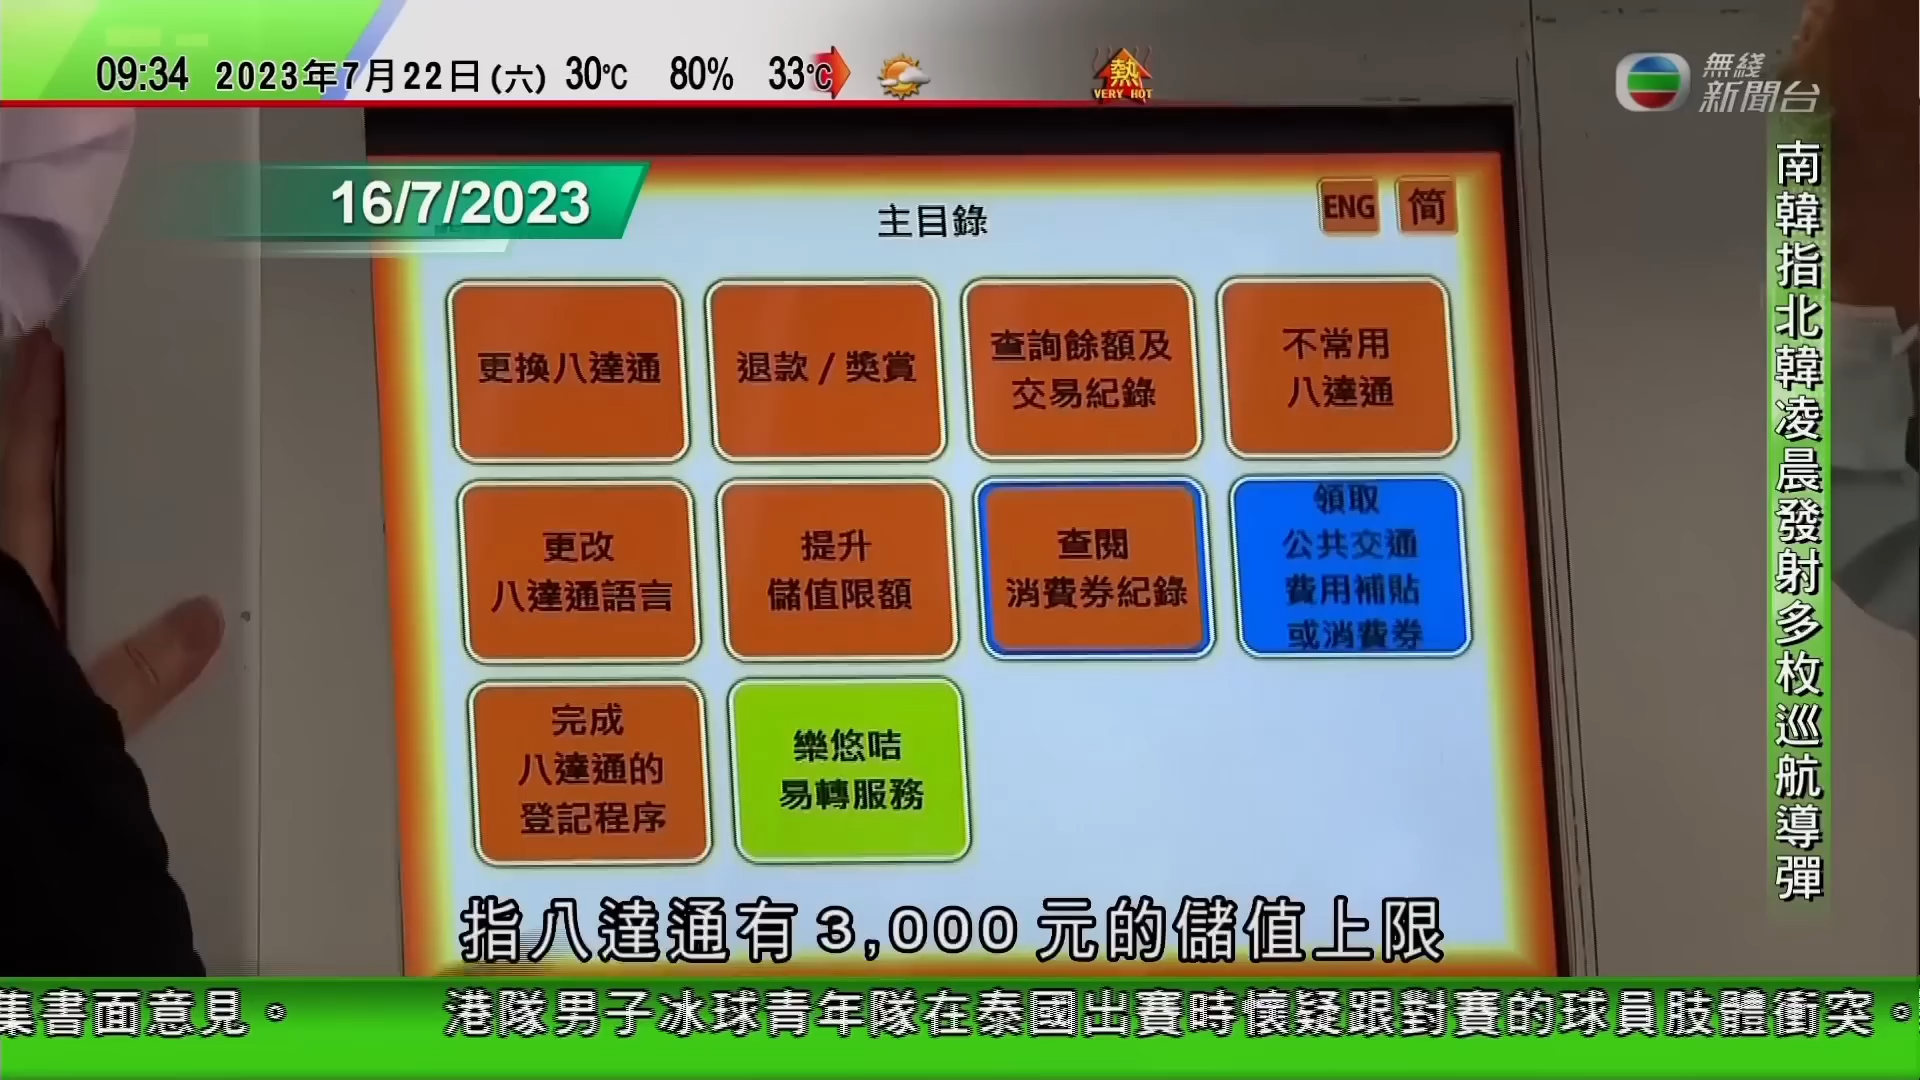 09:34 2023年7月22日(六) 30℃ 80% 33℃
熱
VERY HOT
無綫
新聞台
16/7/2023
主目錄
ENG
简
更換八達通
退款/獎賞
查詢餘額及
交易紀錄
不常用
八達通
更改
八達通語言
提升
儲值限額
查閱
消費券紀錄
領取
公共交通
費用補貼
或消費券
完成
八達通的
登記程序
樂悠咭
易轉服務
南韓指北韓凌晨發射多枚巡航導彈
指八達通有3,000元的儲值上限
集書面意見。 港隊男子冰球青年隊在泰國出賽時懷疑跟對賽的球員肢體衝突。